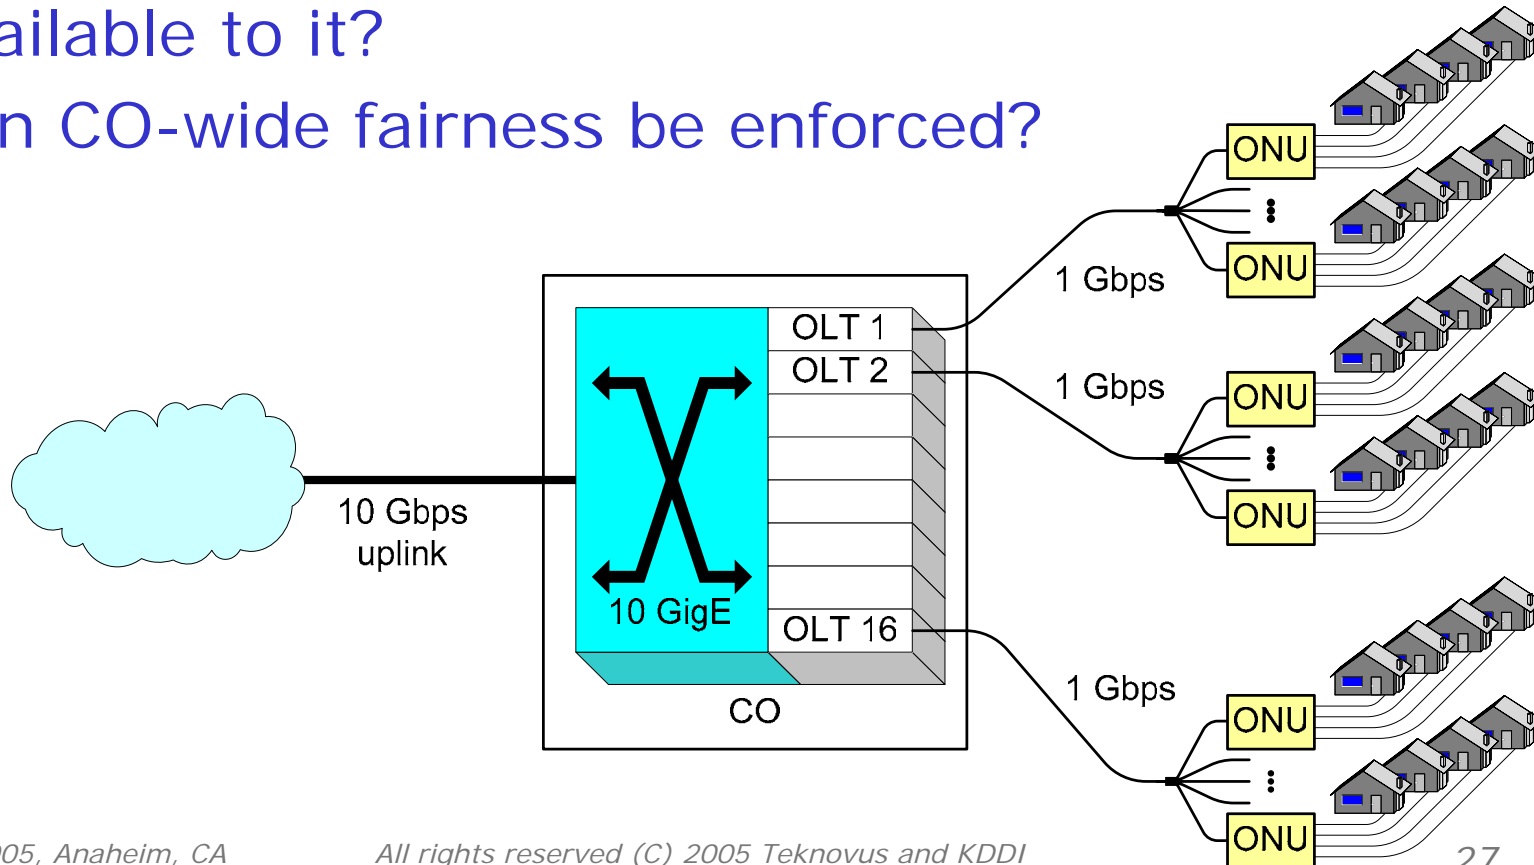 ailable to it?
n CO-wide fairness be enforced?
ONU
ONU
1 Gbps
OLT 1
OLT 2
1 Gbps
ONU
ONU
10 Gbps
uplink
10 GigE
OLT 16
CO
1 Gbps
ONU
ONU
005, Anaheim, CA
All rights reserved (C) 2005 Teknovus and KDDI
27